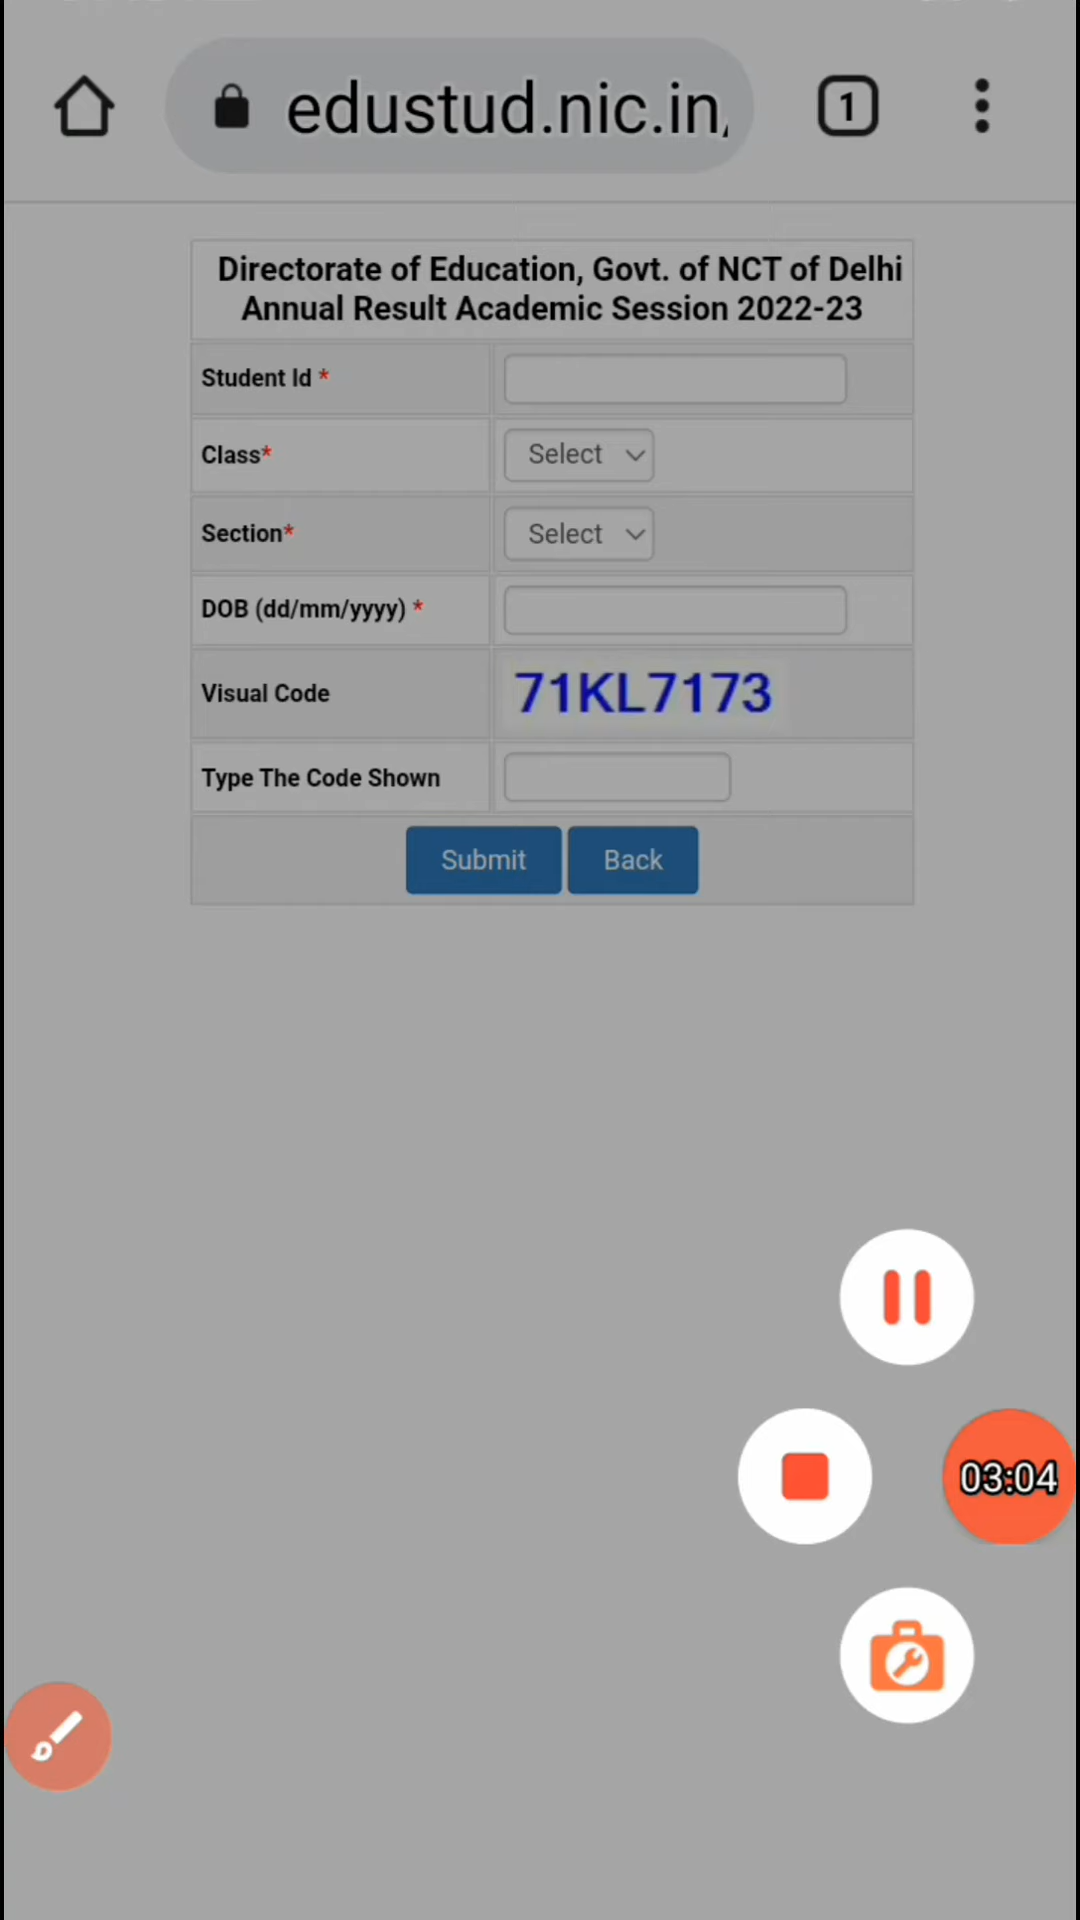 edustud.nic.in/
1
Directorate of Education, Govt. of NCT of Delhi
Annual Result Academic Session 2022-23
Student Id *
Class* Select
Section* Select
DOB (dd/mm/yyyy) *
Visual Code 71KL7173
Type The Code Shown
Submit Back
03:04